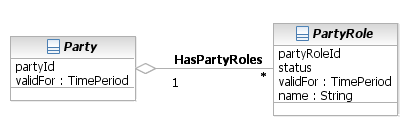 Party
partyId
validFor : TimePeriod
HasPartyRoles
1
*
PartyRole
partyRoleId
status
validFor : TimePeriod
name : String